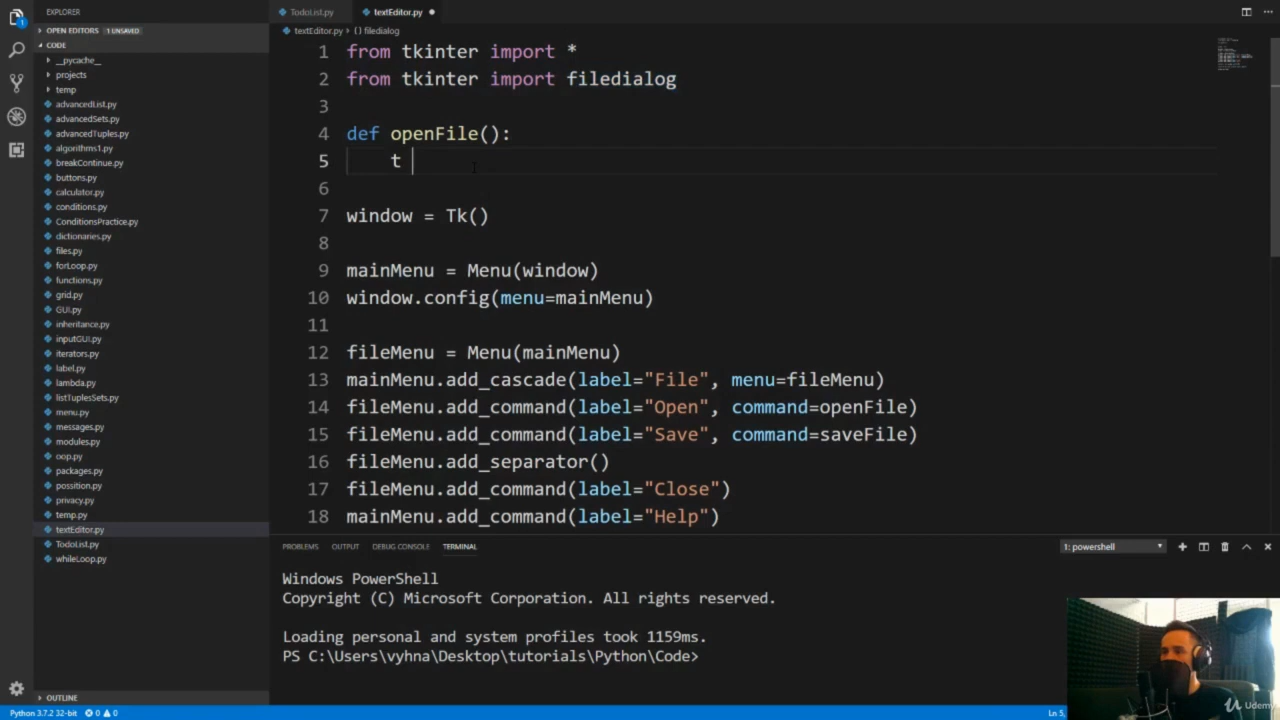 EXPLORER
OPEN EDITORS 1 UNSAVED
CODE
__pycache__
projects
temp
advancedList.py
advancedSets.py
advancedTuples.py
algorithms1.py
breakContinue.py
buttons.py
calculator.py
conditions.py
ConditionsPractice.py
dictionaries.py
files.py
forLoop.py
functions.py
grid.py
GUI.py
inheritance.py
inputGUI.py
iterators.py
label.py
lambda.py
listTuplesSets.py
menu.py
messages.py
modules.py
oop.py
packages.py
possition.py
privacy.py
temp.py
textEditor.py
TodoList.py
whileLoop.py
OUTLINE
TodoList.py textEditor.py
textEditor.py filedialog
1 from tkinter import *
2 from tkinter import filedialog
3
4 def openFile():
5 t
6
7 window = Tk()
8
9 mainMenu = Menu(window)
10 window.config(menu=mainMenu)
11
12 fileMenu = Menu(mainMenu)
13 mainMenu.add_cascade(label="File", menu=fileMenu)
14 fileMenu.add_command(label="Open", command=openFile)
15 fileMenu.add_command(label="Save", command=saveFile)
16 fileMenu.add_separator()
17 fileMenu.add_command(label="Close")
18 mainMenu.add_command(label="Help")
PROBLEMS OUTPUT DEBUG CONSOLE TERMINAL 1: powershell
Windows PowerShell
Copyright (C) Microsoft Corporation. All rights reserved.
Loading personal and system profiles took 1159ms.
PS C:\Users\vyhna\Desktop\tutorials\Python\Code>
Python 3.7.2 32-bit 0 0 Ln 5,
Udemy